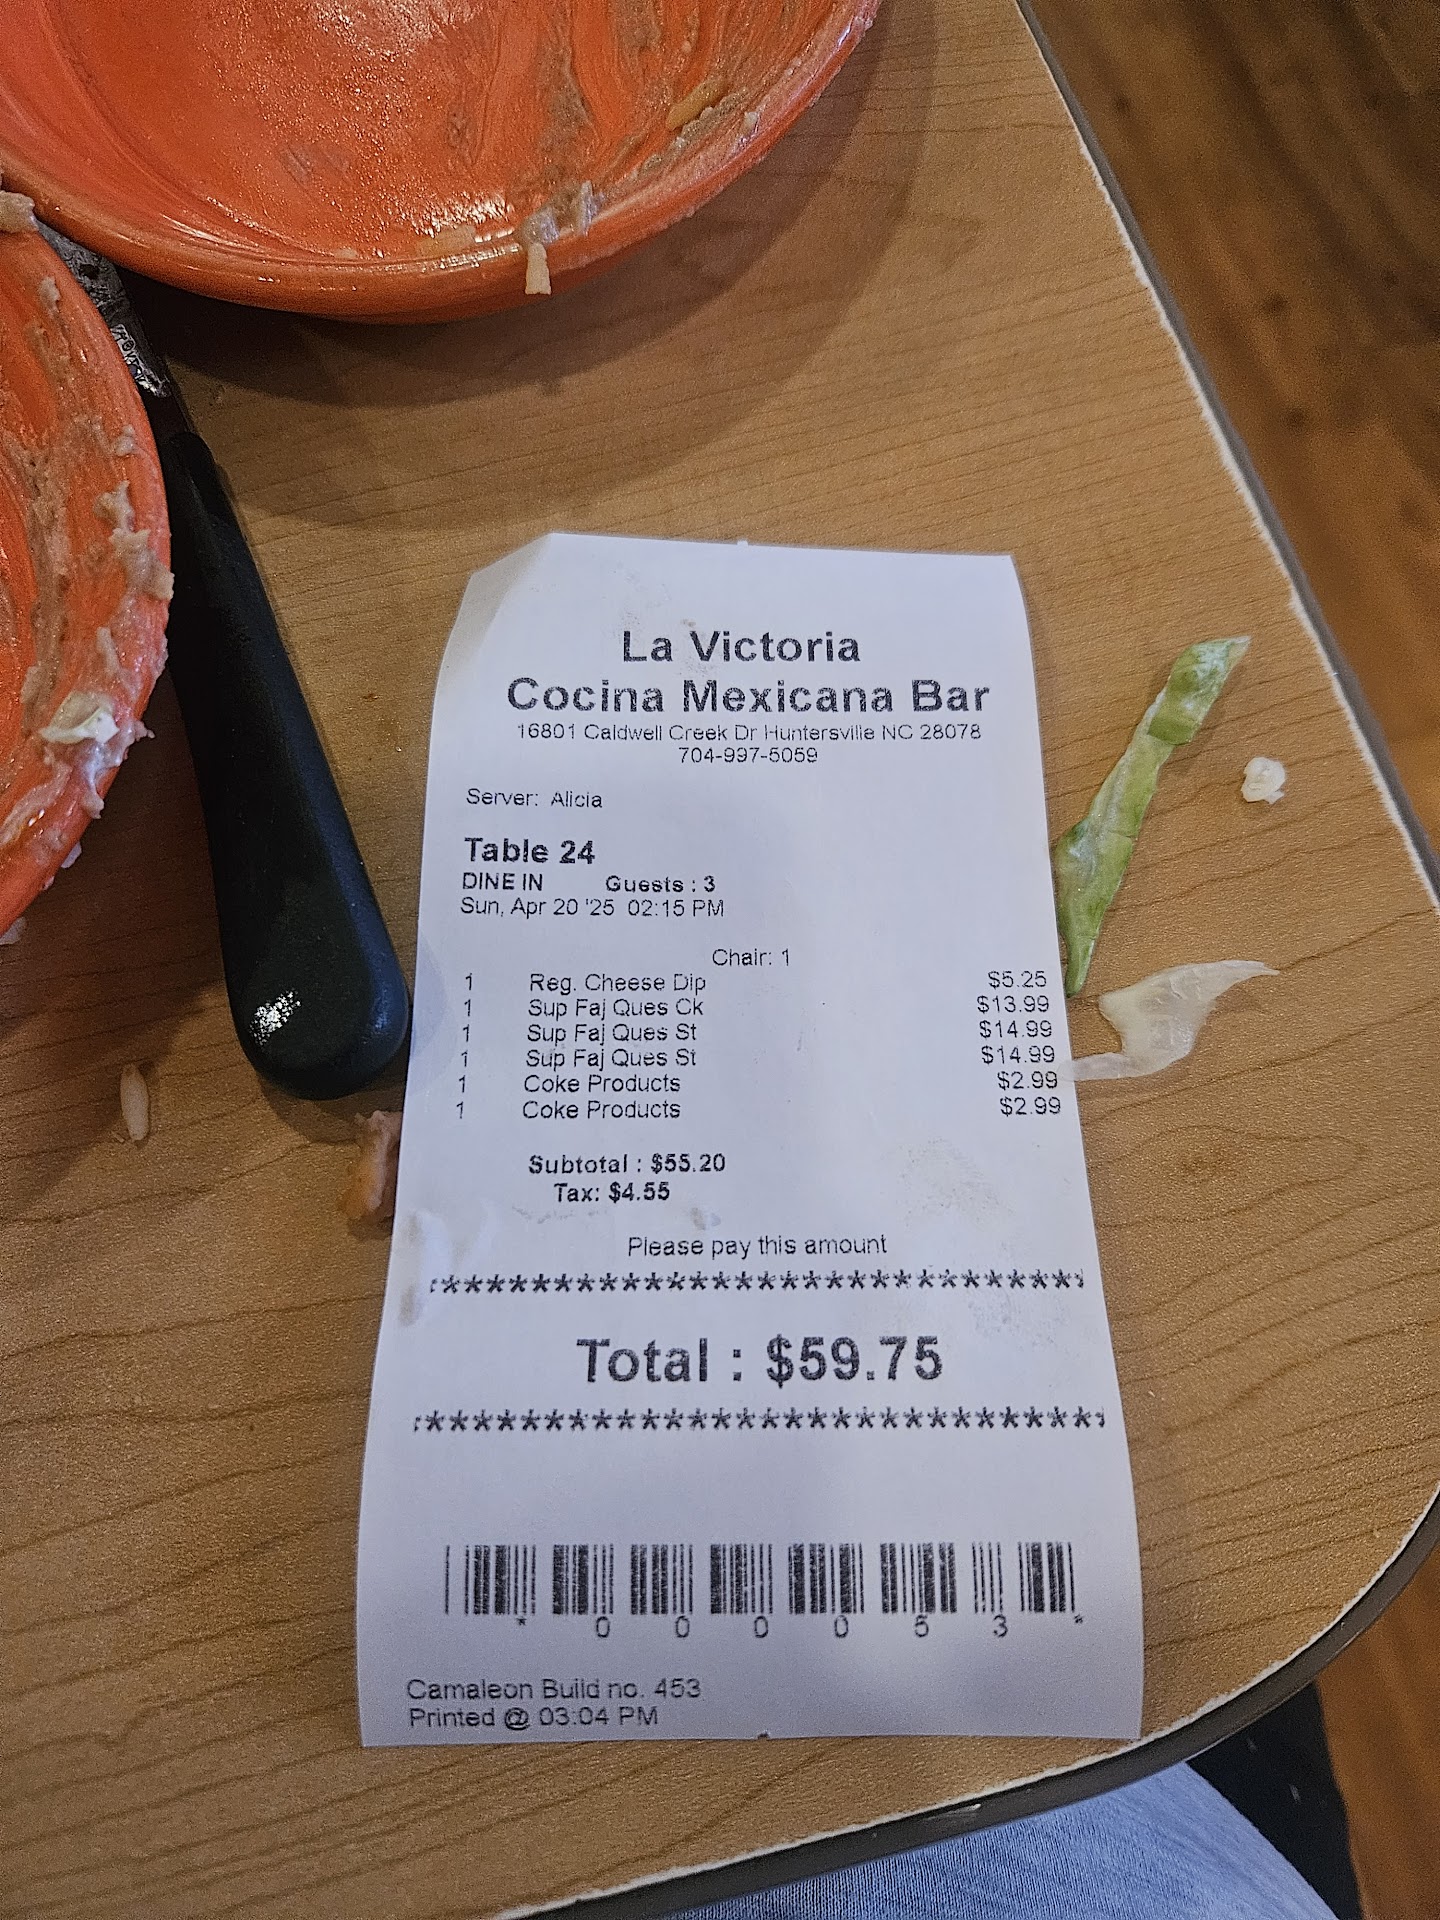 La Victoria
Cocina Mexicana Bar
16801 Caldwell Creek Dr Huntersville NC 28078
704-997-5059
Server: Alicia
Table 24
DINE IN Guests : 3
Sun, Apr 20 '25 02:15 PM
Chair: 1
1 Reg. Cheese Dip $5.25
1 Sup Faj Ques Ck $13.99
1 Sup Faj Ques St $14.99
1 Sup Faj Ques St $14.99
1 Coke Products $2.99
1 Coke Products $2.99
Subtotal : $55.20
Tax: $4.55
Please pay this amount
****************************
Total : $59.75
****************************
* 0 0 0 0 5 3 *
Camaleon Build no. 453
Printed @ 03:04 PM